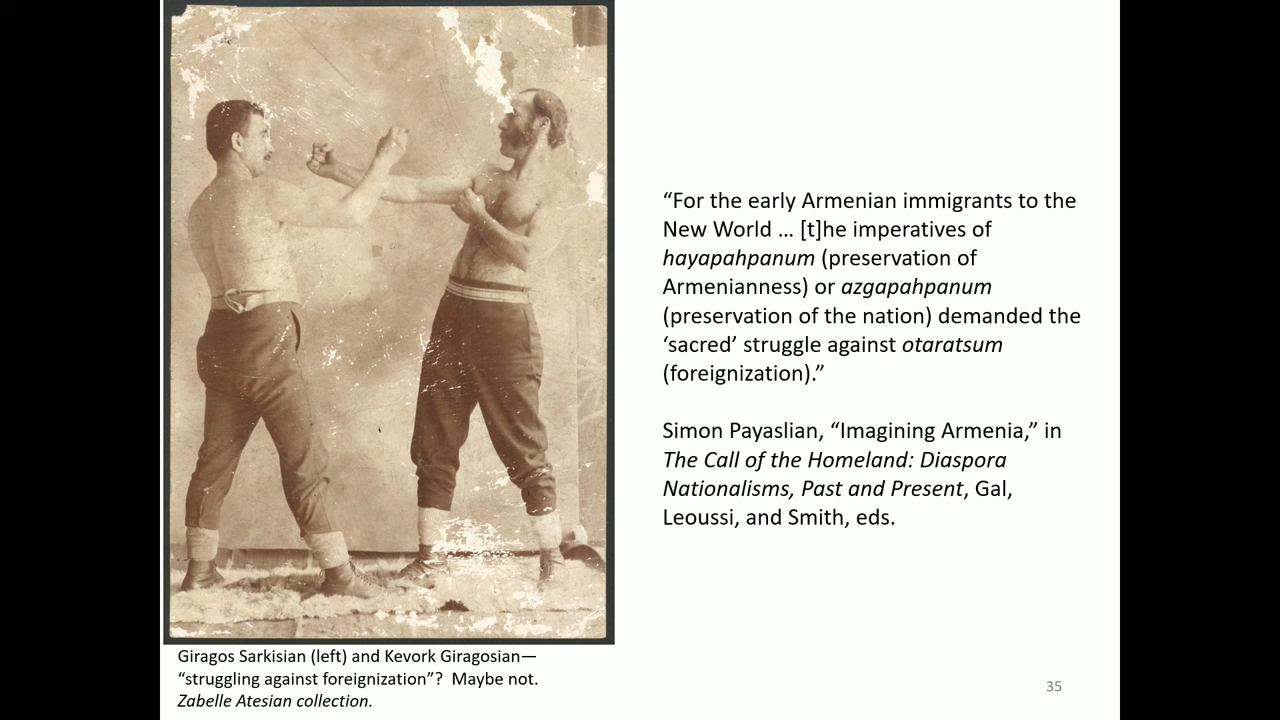 “For the early Armenian immigrants to the
New World … [t]he imperatives of
hayapahpanum (preservation of
Armenianness) or azgapahpanum
(preservation of the nation) demanded the
‘sacred’ struggle against otaratsum
(foreignization).”
Simon Payaslian, “Imagining Armenia,” in
The Call of the Homeland: Diaspora
Nationalisms, Past and Present, Gal,
Leoussi, and Smith, eds.
Giragos Sarkisian (left) and Kevork Giragosian—
“struggling against foreignization”?  Maybe not.
Zabelle Atesian collection.
35